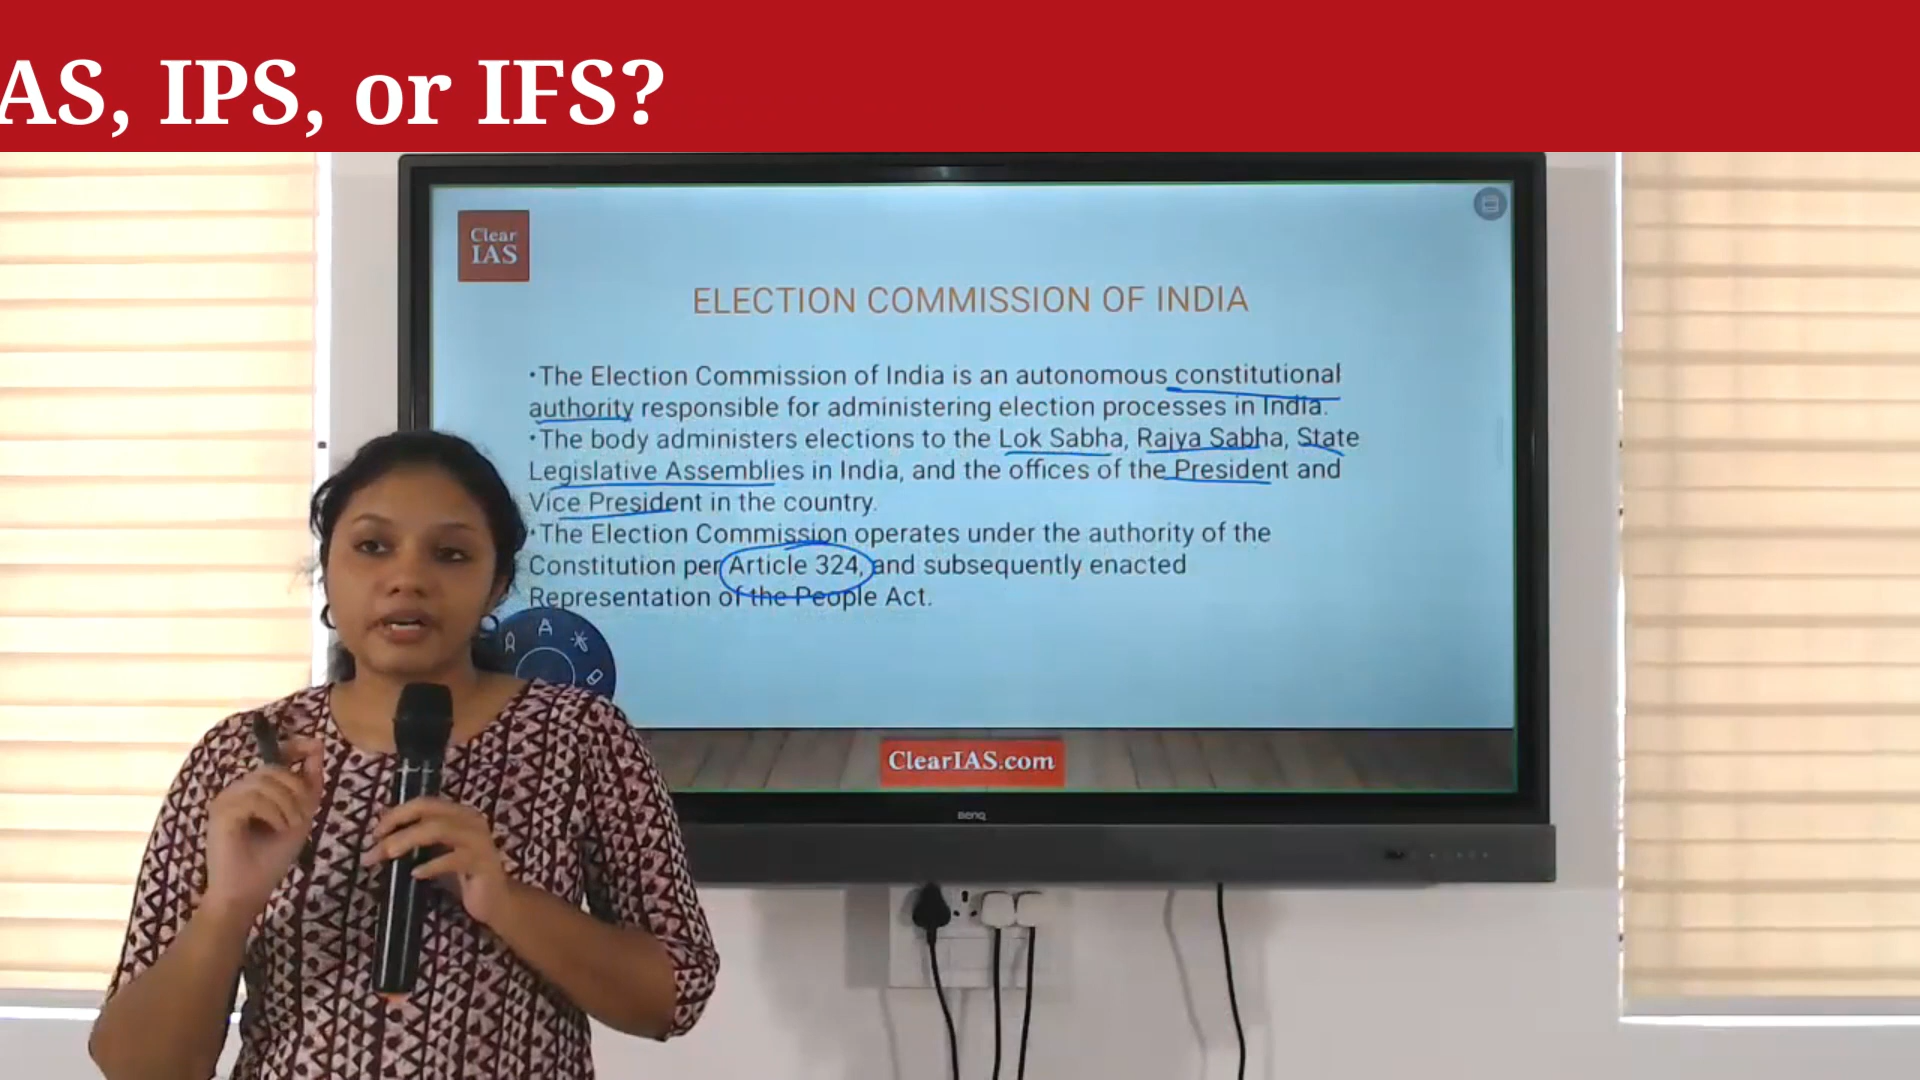 AS, IPS, or IFS?
Clear
IAS
ELECTION COMMISSION OF INDIA
•The Election Commission of India is an autonomous constitutional
authority responsible for administering election processes in India.
•The body administers elections to the Lok Sabha, Rajya Sabha, State
Legislative Assemblies in India, and the offices of the President and
Vice President in the country.
•The Election Commission operates under the authority of the
Constitution per Article 324, and subsequently enacted
Representation of the People Act.
ClearIAS.com
BenQ